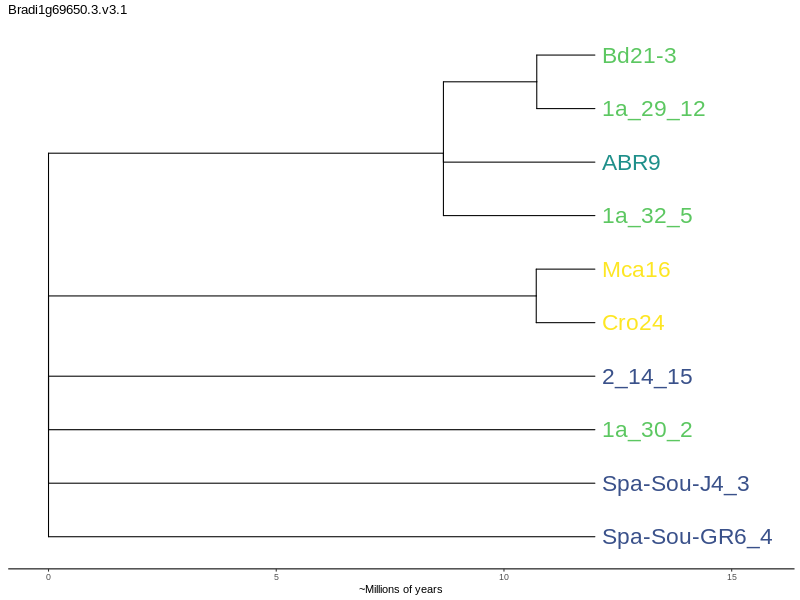 Bradi1g69650.3.v3.1
Bd21-3
1a_29_12
ABR9
1a_32_5
Mca16
Cro24
2_14_15
1a_30_2
Spa-Sou-J4_3
Spa-Sou-GR6_4
0 5 10 15
~Millions of years